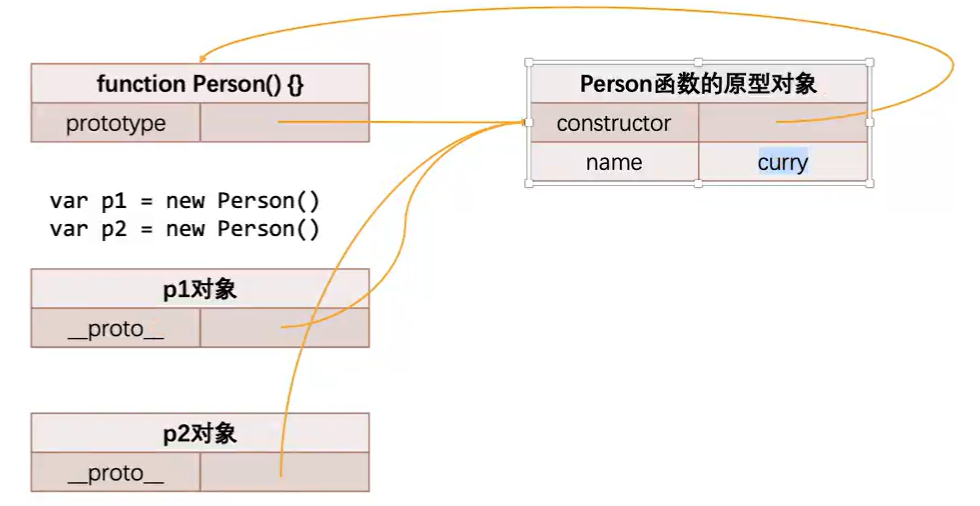 function Person() {}
prototype
Person函数的原型对象
constructor
name curry
var p1 = new Person()
var p2 = new Person()
p1对象
__proto__
p2对象
__proto__